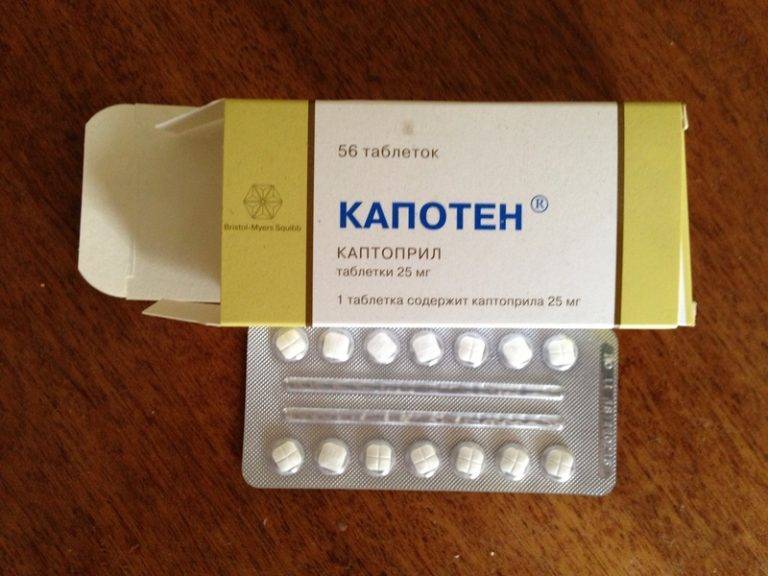 56 таблеток
КАПОТЕН®
КАПТОПРИЛ
таблетки 25 мг
1 таблетка содержит каптоприла 25 мг
Bristol-Myers Squibb